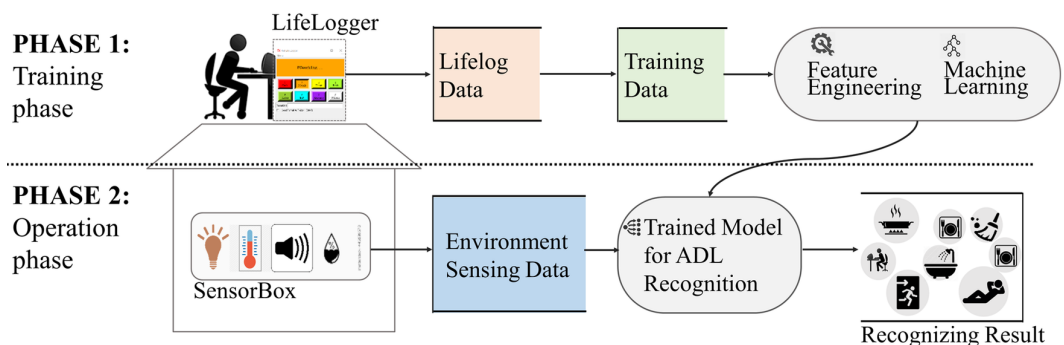 LifeLogger
PHASE 1:
Training
phase
Lifelog
Data
Training
Data
Feature
Engineering
Machine
Learning
PHASE 2:
Operation
phase
SensorBox
Environment
Sensing Data
Trained Model
for ADL
Recognition
Recognizing Result